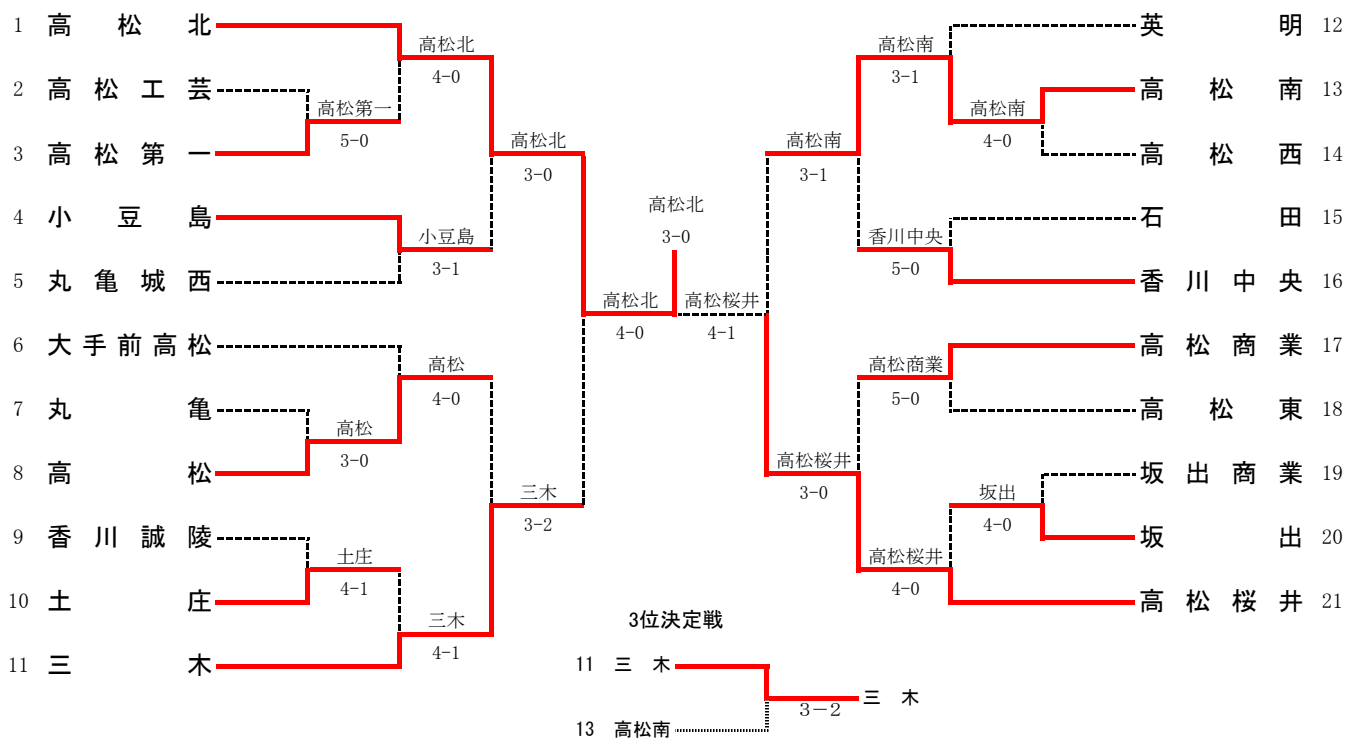 1 高松北
2 高松工芸
3 高松第一
4 小豆島
5 丸亀城西
6 大手前高松
7 丸亀
8 高松
9 香川誠陵
10 土庄
11 三木
高松第一
5-0
高松
3-0
土庄
4-1
高松北
4-0
小豆島
3-1
高松
4-0
三木
4-1
高松北
3-0
三木
3-2
高松北
4-0
高松北
3-0
高松桜井
4-1
高松南
3-1
高松桜井
3-0
高松南
3-1
香川中央
5-0
高松商業
5-0
高松桜井
4-0
高松南
4-0
坂出
4-0
英明 12
高松南 13
高松西 14
石田 15
香川中央 16
高松商業 17
高松東 18
坂出商業 19
坂出 20
高松桜井 21
3位決定戦
11 三木
13 高松南
3－2
三木